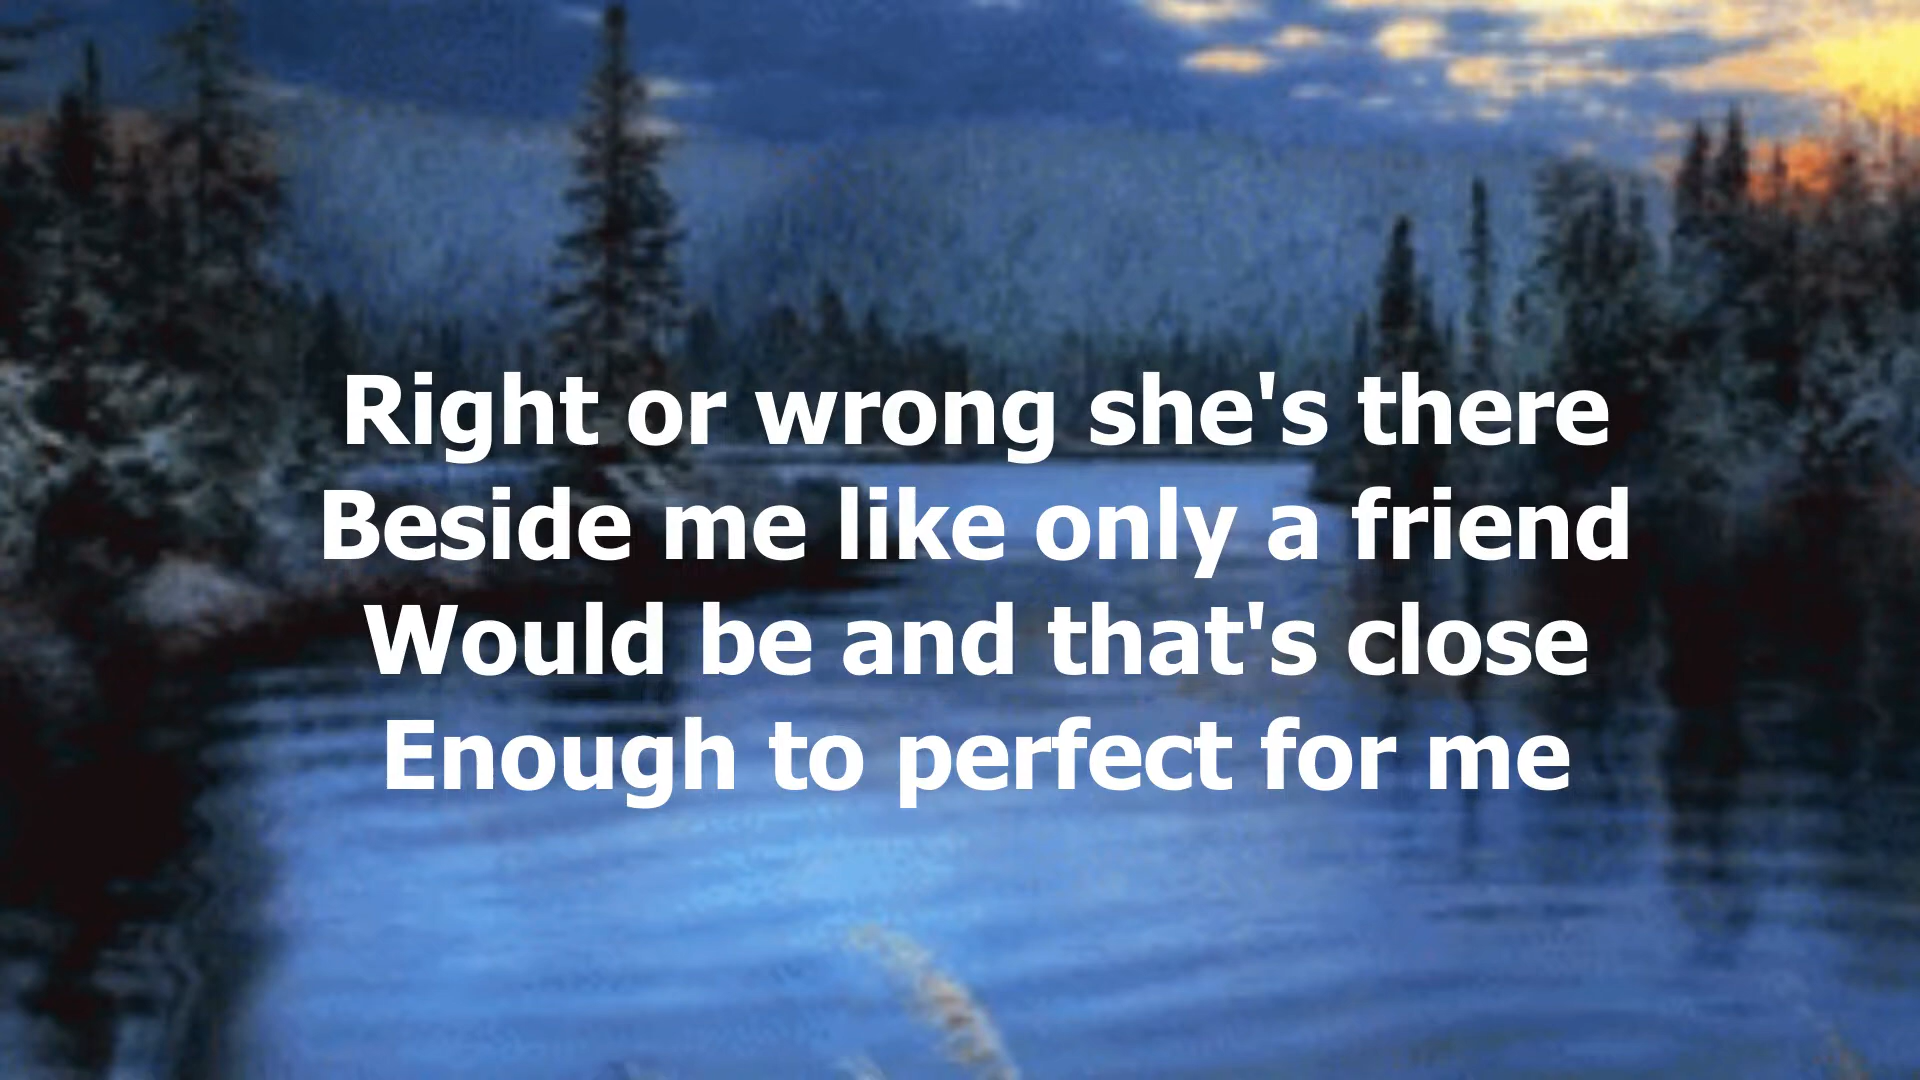 Right or wrong she's there
Beside me like only a friend
Would be and that's close
Enough to perfect for me